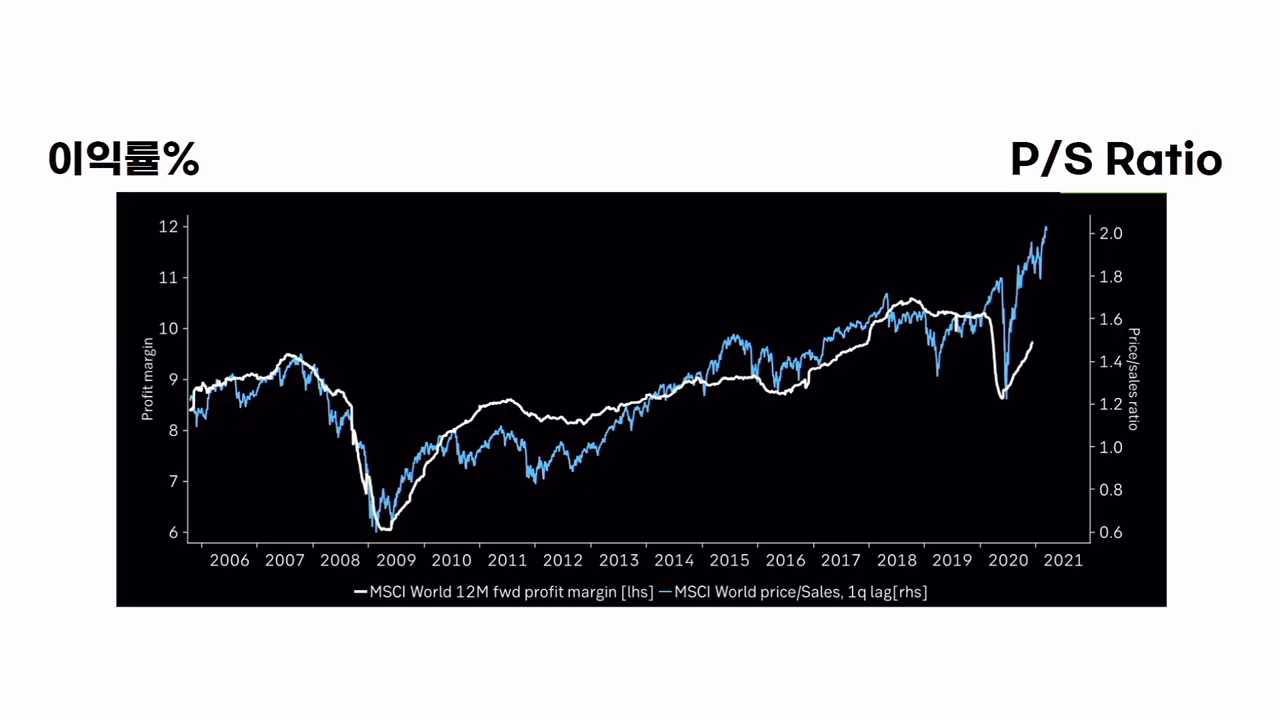 이익률%
P/S Ratio
12
11
10
9
8
7
6
Profit margin
2.0
1.8
1.6
1.4
1.2
1.0
0.8
0.6
Price/sales ratio
2006 2007 2008 2009 2010 2011 2012 2013 2014 2015 2016 2017 2018 2019 2020 2021
MSCI World 12M fwd profit margin [lhs] MSCI World price/Sales, 1q lag[rhs]